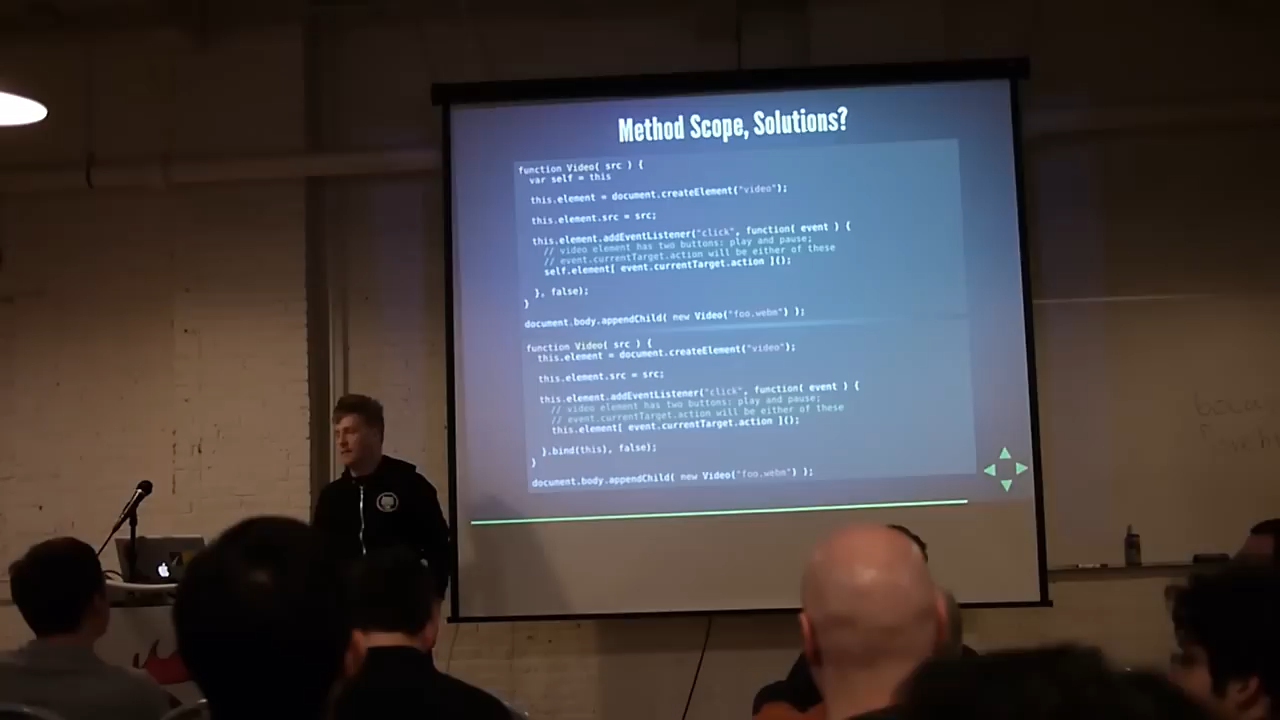 Method Scope, Solutions?
function Video( src ) {
var self = this
this.element = document.createElement("video");
this.element.src = src;
this.element.addEventListener("click", function( event ) {
// video element has two buttons: play and pause;
// event.currentTarget.action will be either of these
self.element[ event.currentTarget.action ]();
}, false);
}
document.body.appendChild( new Video("foo.webm") );
function Video( src ) {
this.element = document.createElement("video");
this.element.src = src;
this.element.addEventListener("click", function( event ) {
// video element has two buttons: play and pause;
// event.currentTarget.action will be either of these
this.element[ event.currentTarget.action ]();
}.bind(this), false);
}
document.body.appendChild( new Video("foo.webm") );